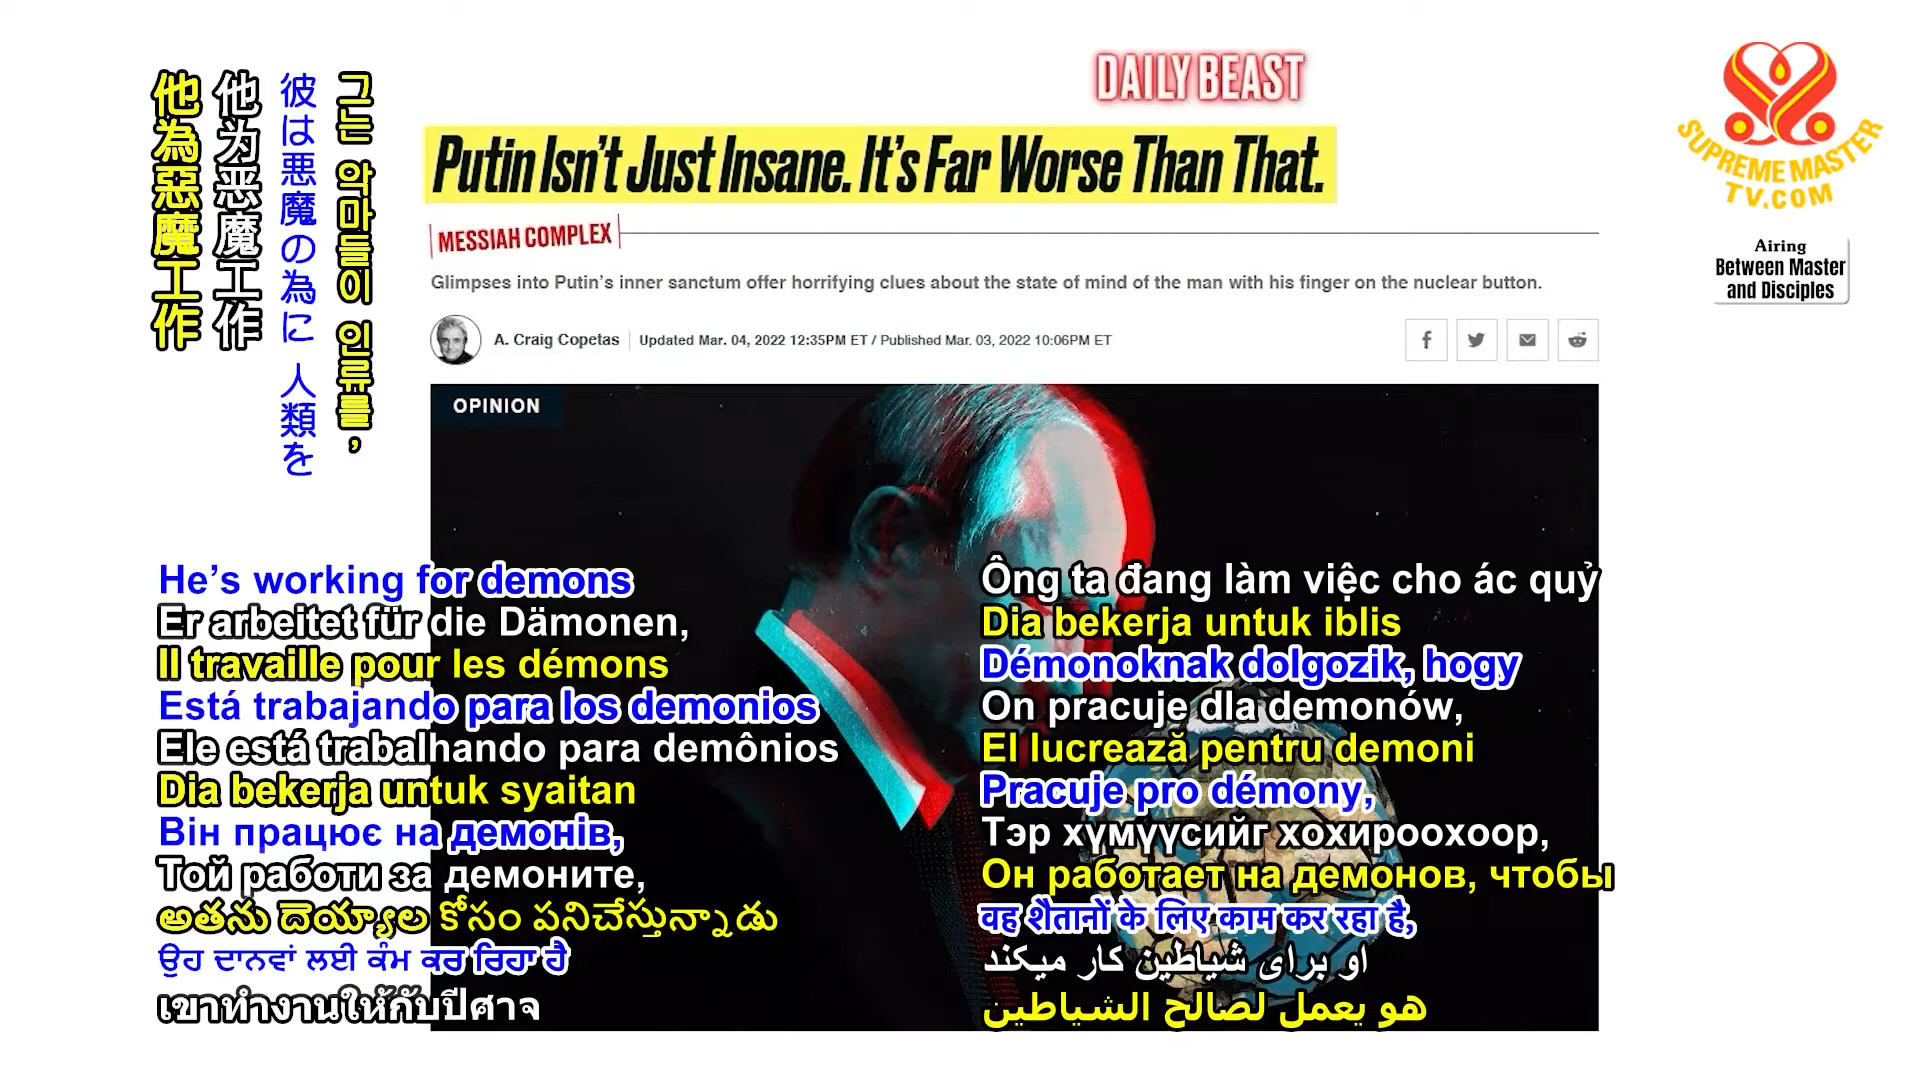 他為惡魔工作
他为恶魔工作
彼は悪魔の為に 人類を
그는 악마들이 인류를,
DAILY BEAST
Putin Isn't Just Insane. It's Far Worse Than That.
MESSIAH COMPLEX
Glimpses into Putin's inner sanctum offer horrifying clues about the state of mind of the man with his finger on the nuclear button.
A. Craig Copetas
Updated Mar. 04, 2022 12:35PM ET / Published Mar. 03, 2022 10:06PM ET
OPINION
SUPREME MASTER
TV.COM
Airing
Between Master
and Disciples
He's working for demons
Er arbeitet für die Dämonen,
Il travaille pour les démons
Está trabajando para los demonios
Ele está trabalhando para demônios
Dia bekerja untuk syaitan
Він працює на демонів,
Той работи за демоните,
అతను దెయ్యాల కోసం పనిచేస్తున్నాడు
ਉਹ ਦਾਨਵਾਂ ਲਈ ਕੰਮ ਕਰ ਰਿਹਾ ਹੈ
เขาทำงานให้กับปีศาจ
Ông ta đang làm việc cho ác quỷ
Dia bekerja untuk iblis
Démonoknak dolgozik, hogy
On pracuje dla demonów,
El lucrează pentru demoni
Pracuje pro démony,
Тэр хүмүүсийг хохироохоор,
Он работает на демонов, чтобы
वह शैतानों के लिए काम कर रहा है,
او برای شیاطین کار میکند
هو يعمل لصالح الشياطين